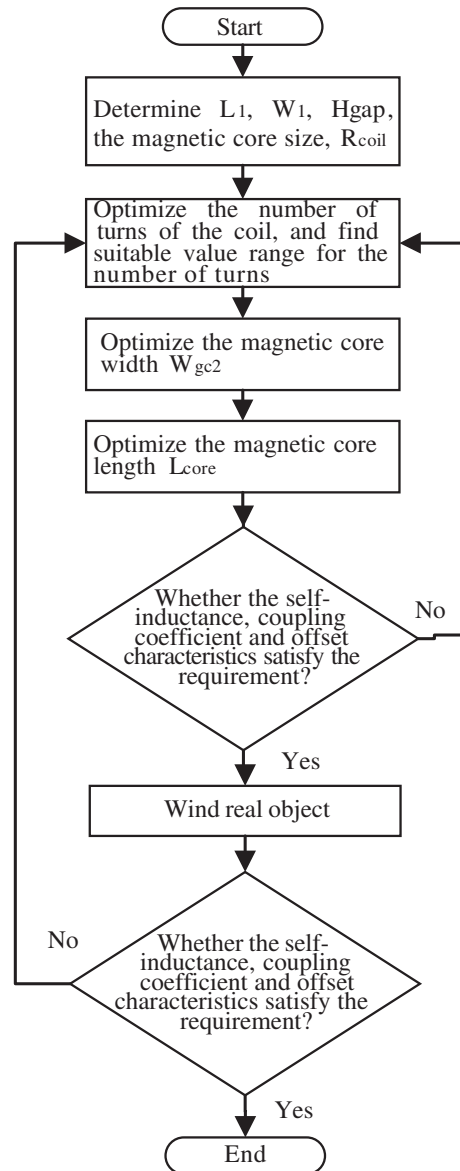 Start
Determine L1, W1, Hgap,
the magnetic core size, Rcoil
Optimize the number of
turns of the coil, and find
suitable value range for the
number of turns
Optimize the magnetic core
width Wgc2
Optimize the magnetic core
length Lcore
Whether the self-
inductance, coupling
coefficient and offset
characteristics satisfy the
requirement?
No
Yes
Wind real object
No
Whether the self-
inductance, coupling
coefficient and offset
characteristics satisfy the
requirement?
Yes
End